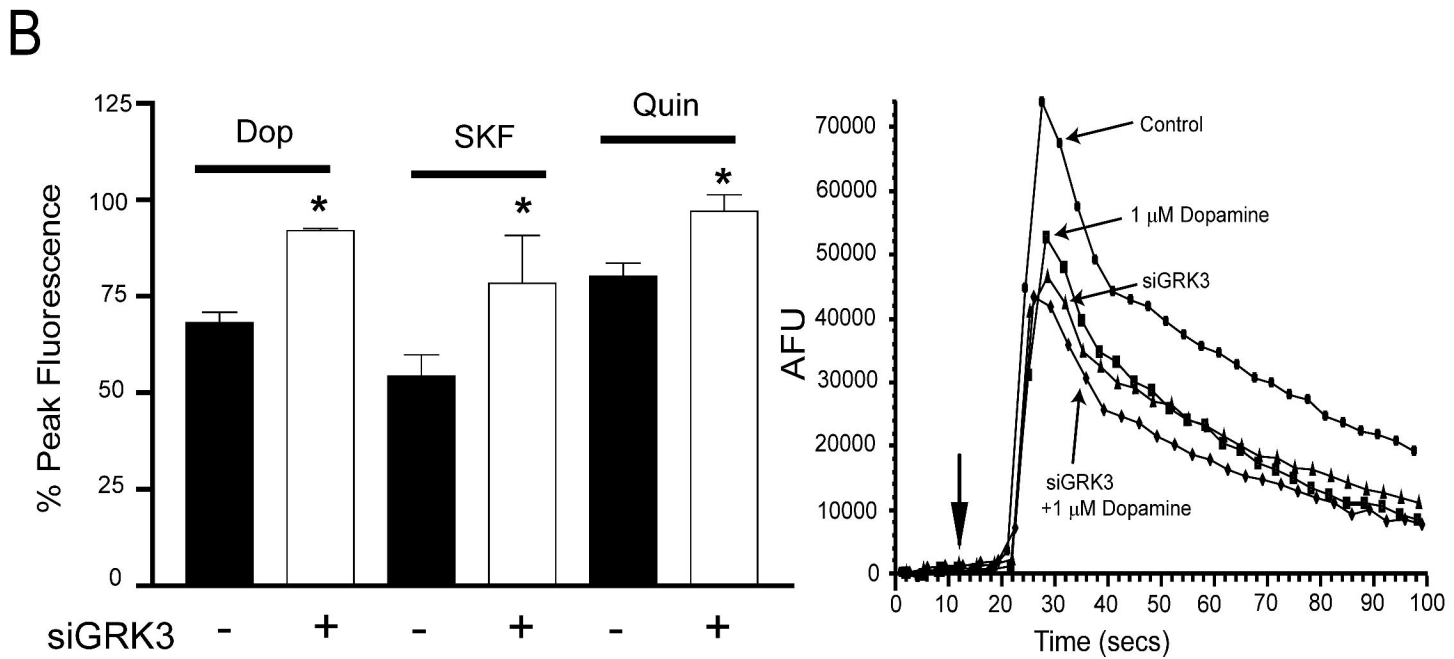 B
125
100
75
50
25
0
% Peak Fluorescence
Dop
SKF
Quin
*
*
*
siGRK3 - + - + - +
70000
60000
50000
40000
30000
20000
10000
0
AFU
Control
1 μM Dopamine
siGRK3
siGRK3
+1 μM Dopamine
0 10 20 30 40 50 60 70 80 90 100
Time (secs)